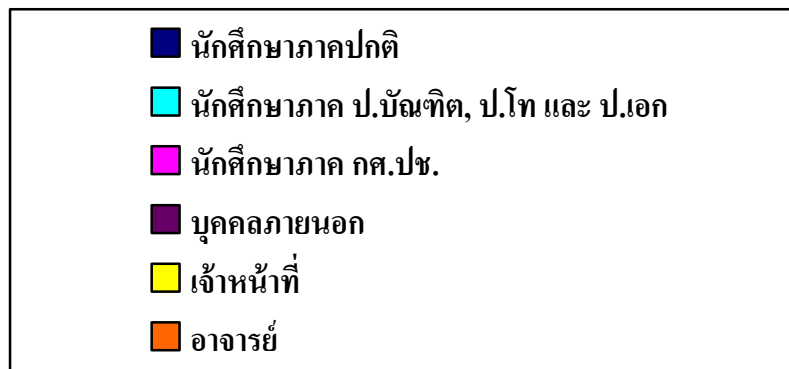 นักศึกษาภาคปกติ
นักศึกษาภาค ป.บัณฑิต, ป.โท และ ป.เอก
นักศึกษาภาค กศ.ปช.
บุคคลภายนอก
เจ้าหน้าที่
อาจารย์